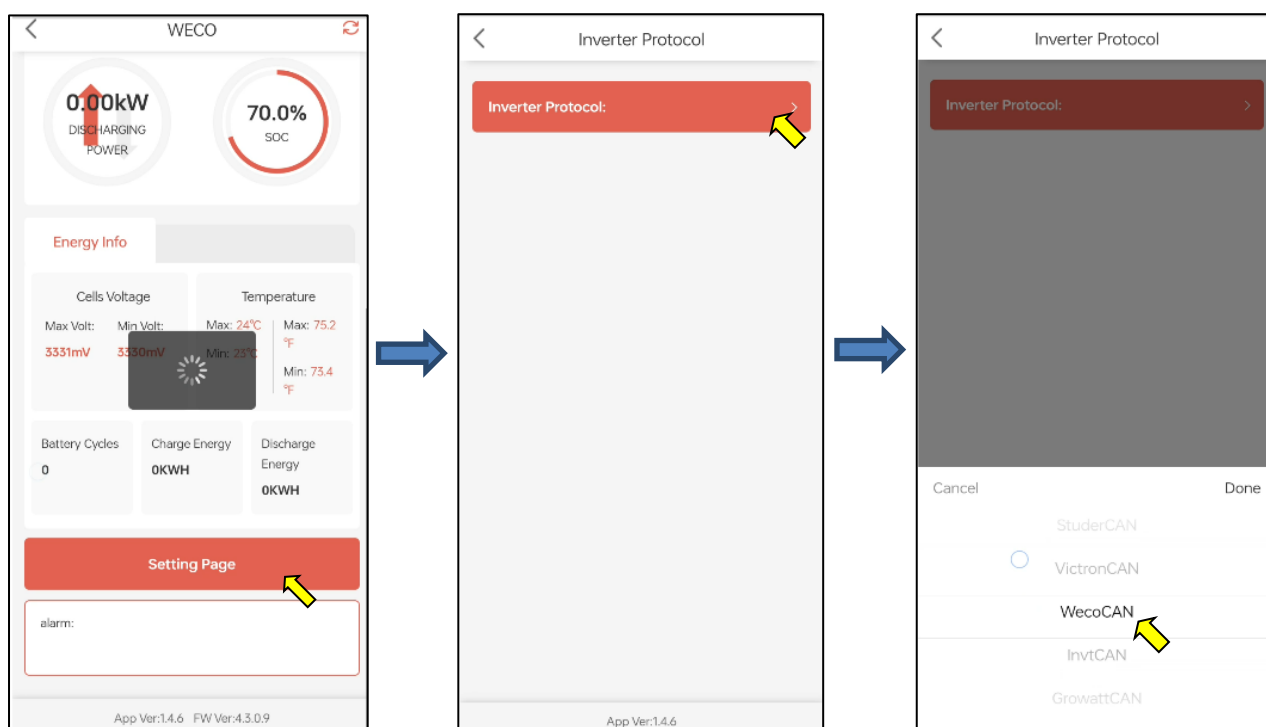 WECO
0.00kW
DISCHARGING
POWER
70.0%
SOC
Energy Info
Cells Voltage
Max Volt: Min Volt:
3331mV 3330mV
Temperature
Max: 24°C
Min: 23°C
Max: 75.2
°F
Min: 73.4
°F
Battery Cycles
0
Charge Energy
0KWH
Discharge
Energy
0KWH
Setting Page
alarm:
App Ver:1.4.6 FW Ver:4.3.0.9
Inverter Protocol
Inverter Protocol:
App Ver:1.4.6
Inverter Protocol
Inverter Protocol:
Cancel Done
StuderCAN
VictronCAN
WecoCAN
InvtCAN
GrowattCAN